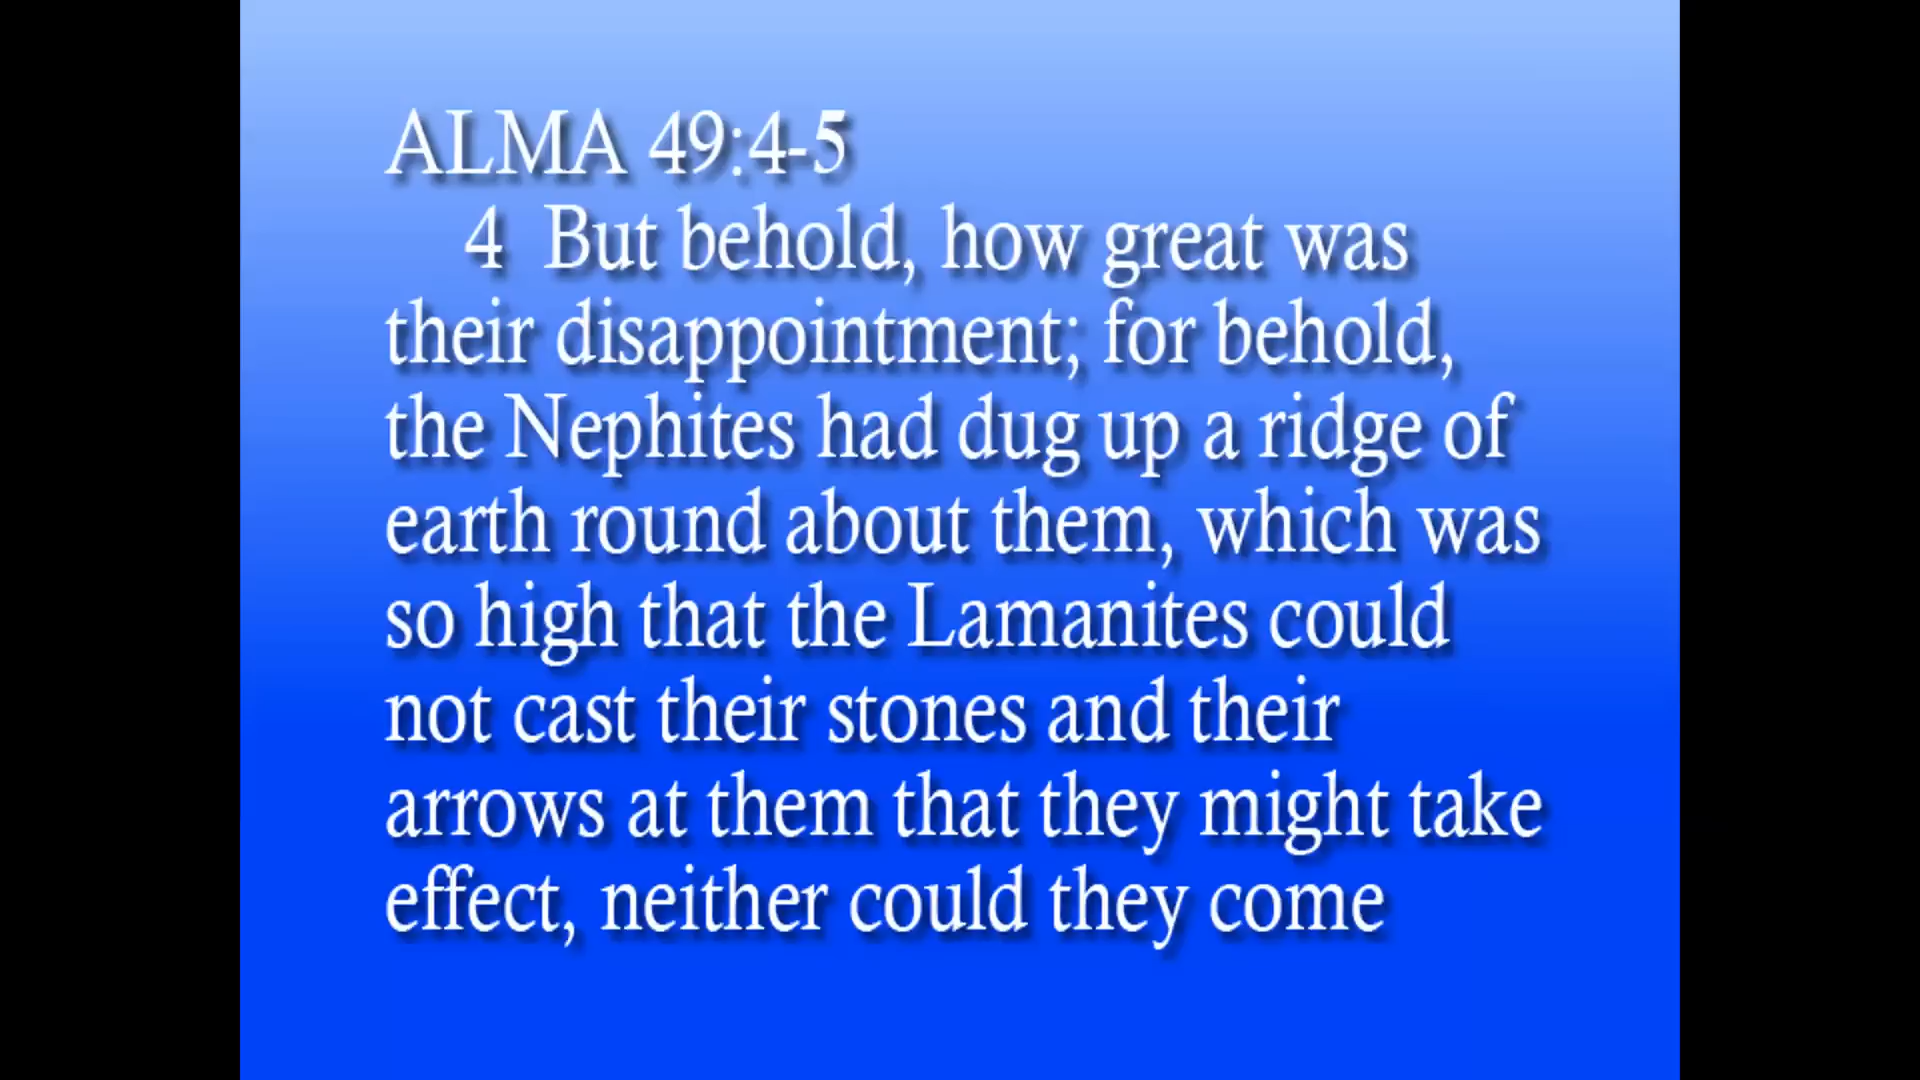 ALMA 49:4-5
4 But behold, how great was
their disappointment; for behold,
the Nephites had dug up a ridge of
earth round about them, which was
so high that the Lamanites could
not cast their stones and their
arrows at them that they might take
effect, neither could they come